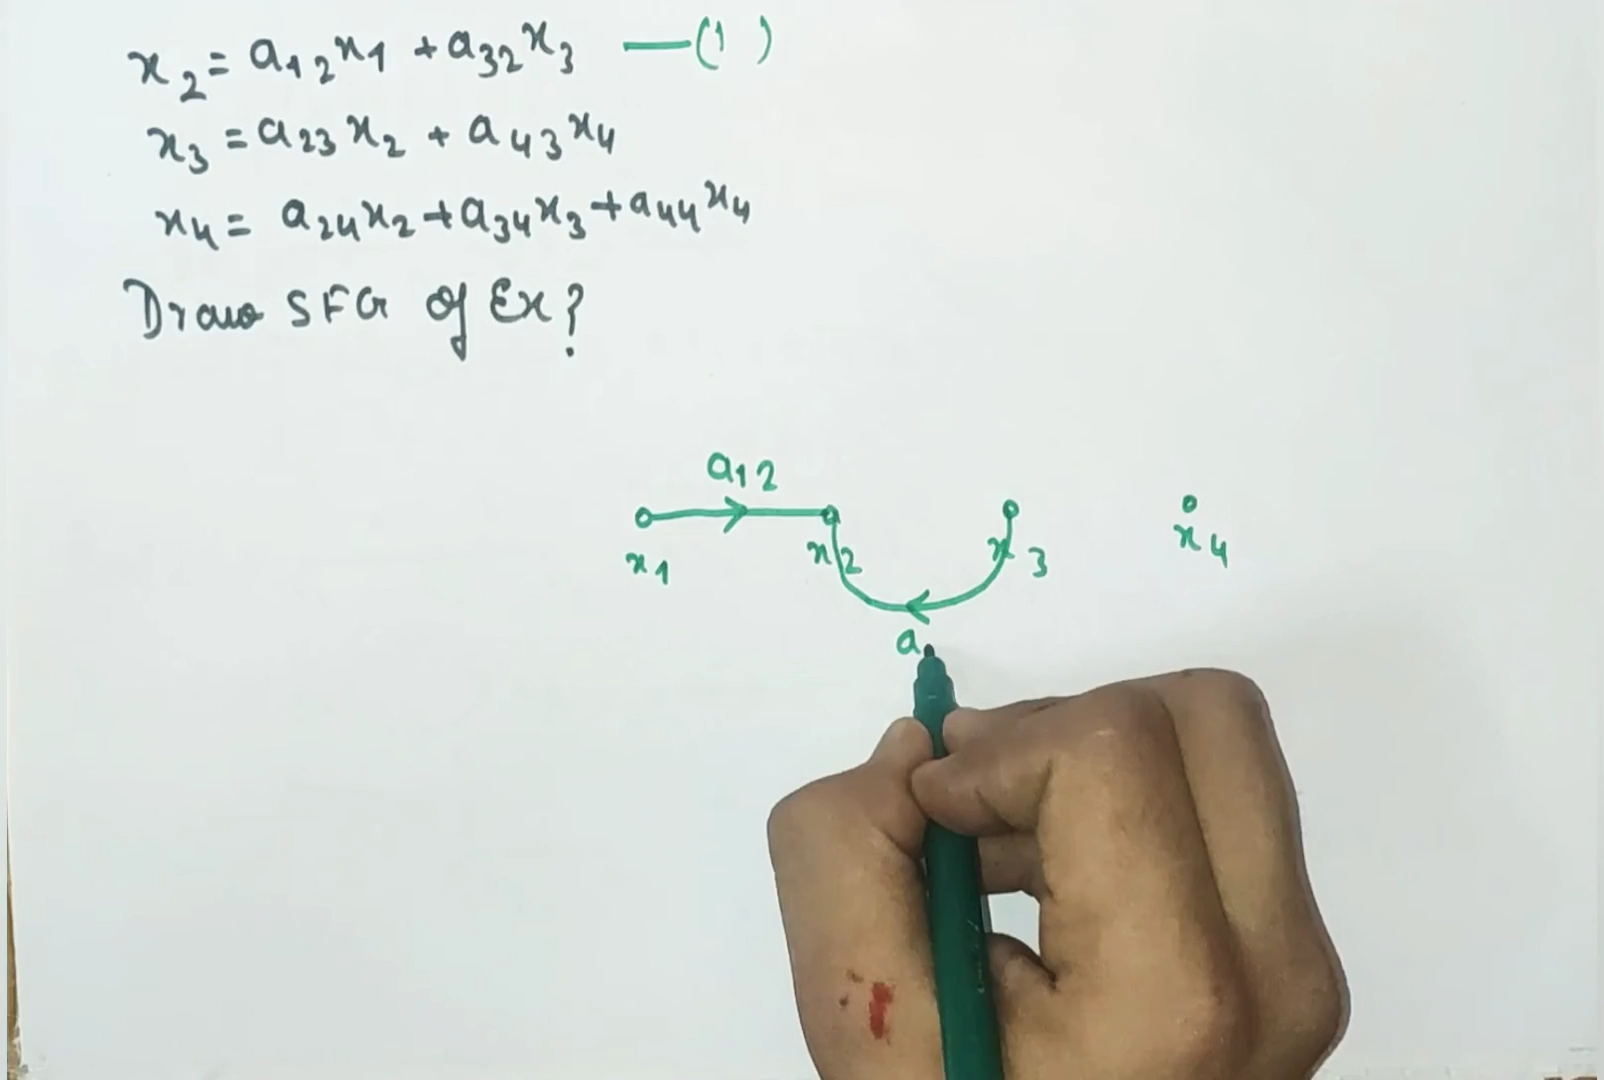 x2 = a12x1 + a32x3 —(1)
x3 = a23x2 + a43x4
x4 = a24x2 + a34x3 + a44x4
Draw SFG of Ex?
a12
x1 x2 x3 x4
a